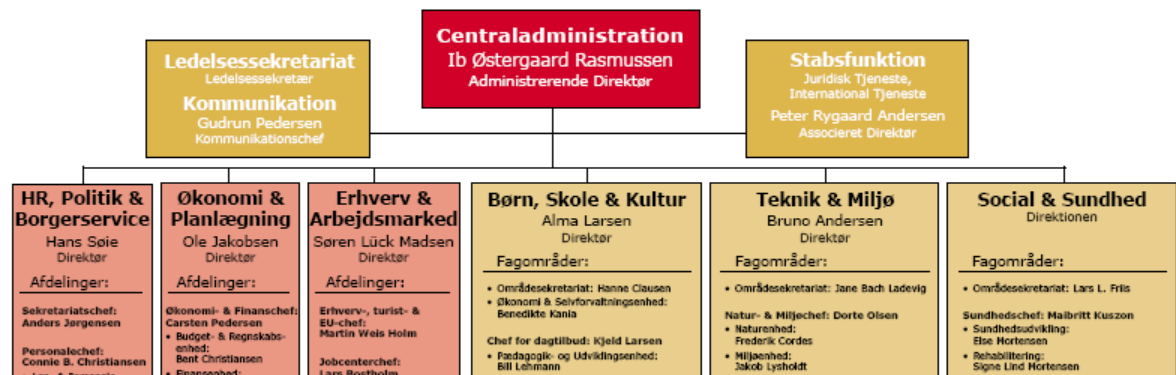 Centraladministration
Ib Østergaard Rasmussen
Administrerende Direktør
Ledelsessekretariat
Ledelsessekretær
Kommunikation
Gudrun Pedersen
Kommunikationschef
Stabsfunktion
Juridisk Tjeneste,
International Tjeneste
Peter Rygaard Andersen
Associeret Direktør
HR, Politik &
Borgerservice
Hans Søie
Direktør
Afdelinger:
Sekretariatschef:
Anders Jørgensen
Personalechef:
Connie B. Christiansen
Økonomi &
Planlægning
Ole Jakobsen
Direktør
Afdelinger:
Økonomi- & Finanschef:
Carsten Pedersen
• Budget- & Regnskabs-
enhed:
Bent Christiansen
• Finansenhed:
Erhverv &
Arbejdsmarked
Søren Lück Madsen
Direktør
Afdelinger:
Erhverv-, turist- &
EU-chef:
Martin Weis Holm
Jobcenterchef:
Lars Bostholm
Børn, Skole & Kultur
Alma Larsen
Direktør
Fagområder:
• Områdesekretariat: Hanne Clausen
• Økonomi & Selvforvaltningsenhed:
Benedikte Kania
Chef for dagtilbud: Kjeld Larsen
• Pædagogik- og Udviklingsenhed:
Bill Lehmann
Teknik & Miljø
Bruno Andersen
Direktør
Fagområder:
• Områdesekretariat: Jane Bach Ladevig
Natur- & Miljøchef: Dorte Olsen
• Naturenhed:
Frederik Cordes
• Miljøenhed:
Jakob Lysholdt
Social & Sundhed
Direktionen
Fagområder:
• Områdesekretariat: Lars L. Friis
Sundhedschef: Maibritt Kuszon
• Sundhedsudvikling:
Else Mortensen
• Rehabilitering:
Signe Lind Mortensen